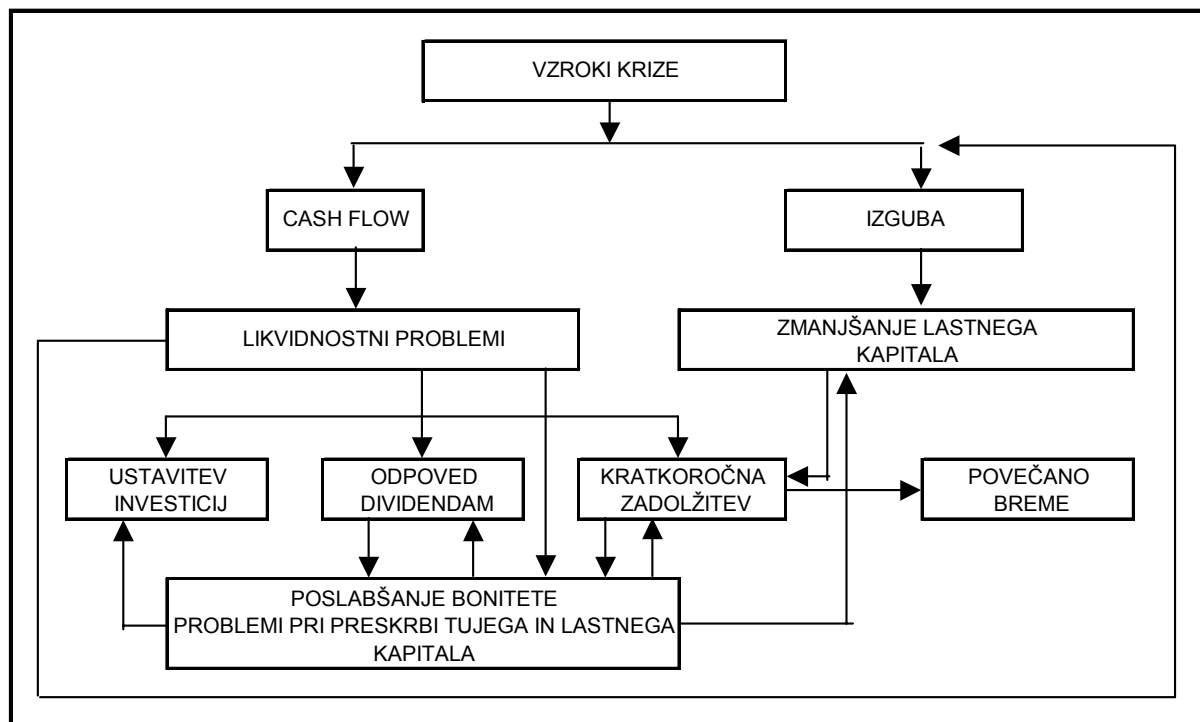 VZROKI KRIZE
CASH FLOW
IZGUBA
LIKVIDNOSTNI PROBLEMI
ZMANJŠANJE LASTNEGA
KAPITALA
USTAVITEV
INVESTICIJ
ODPOVED
DIVIDENDAM
KRATKOROČNA
ZADOLŽITEV
POVEČANO
BREME
POSLABŠANJE BONITETE
PROBLEMI PRI PRESKRBI TUJEGA IN LASTNEGA
KAPITALA